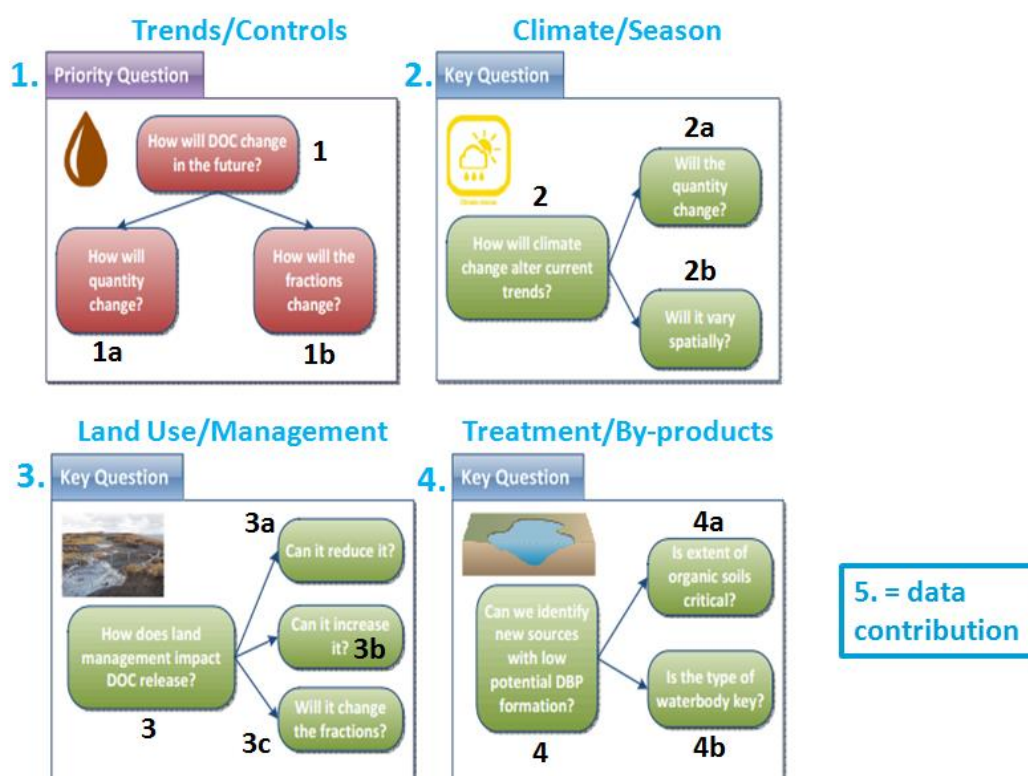 Trends/Controls
1.
Priority Question
How will DOC change
in the future?
1
How will
quantity
change?
1a
How will the
fractions
change?
1b
Climate/Season
2.
Key Question
2
How will climate
change alter current
trends?
2a
Will the
quantity
change?
2b
Will it vary
spatially?
Land Use/Management
3.
Key Question
How does land
management impact
DOC release?
3
3a
Can it reduce it?
Can it increase
it? 3b
Will it change
the fractions?
3c
Treatment/By-products
4.
Key Question
Can we identify
new sources
with low
potential DBP
formation?
4
4a
Is extent of
organic soils
critical?
Is the type of
waterbody key?
4b
5. = data
contribution